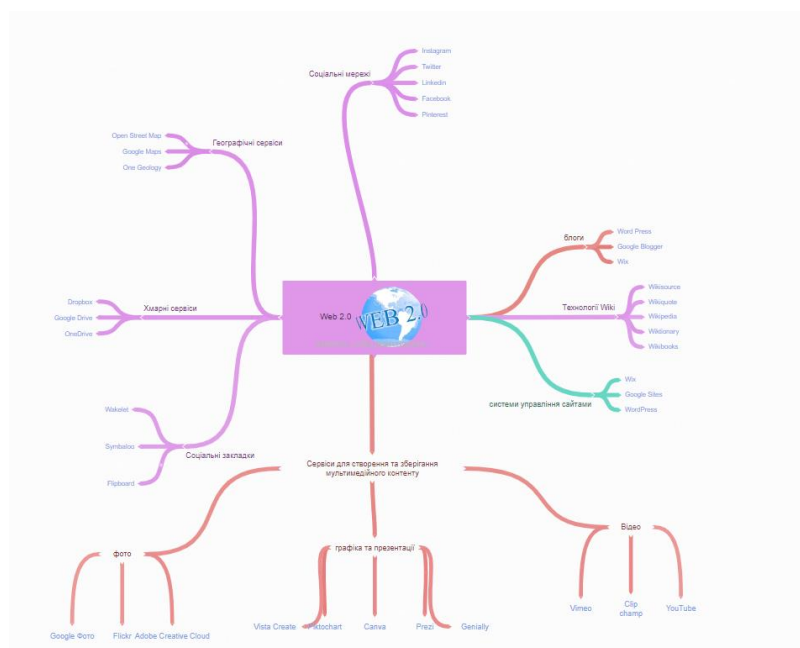 Соціальні мережі
Instagram
Twitter
Linkedin
Facebook
Pinterest
Географічні сервіси
Open Street Map
Google Maps
One Geology
блоги
Word Press
Google Blogger
Wix
Хмарні сервіси
Dropbox
Google Drive
OneDrive
Web 2.0
WEB 2.0
Технології Wiki
Wikisource
Wikiquote
Wikipedia
Wiktionary
Wikibooks
системи управління сайтами
Wix
Google Sites
WordPress
Соціальні закладки
Wakelet
Symbaloo
Flipboard
Сервіси для створення та зберігання
мультимедійного контенту
фото
Google Фото
Flickr
Adobe Creative Cloud
графіка та презентації
Vista Create
Piktochart
Canva
Prezi
Genially
Відео
Vimeo
Clip
champ
YouTube